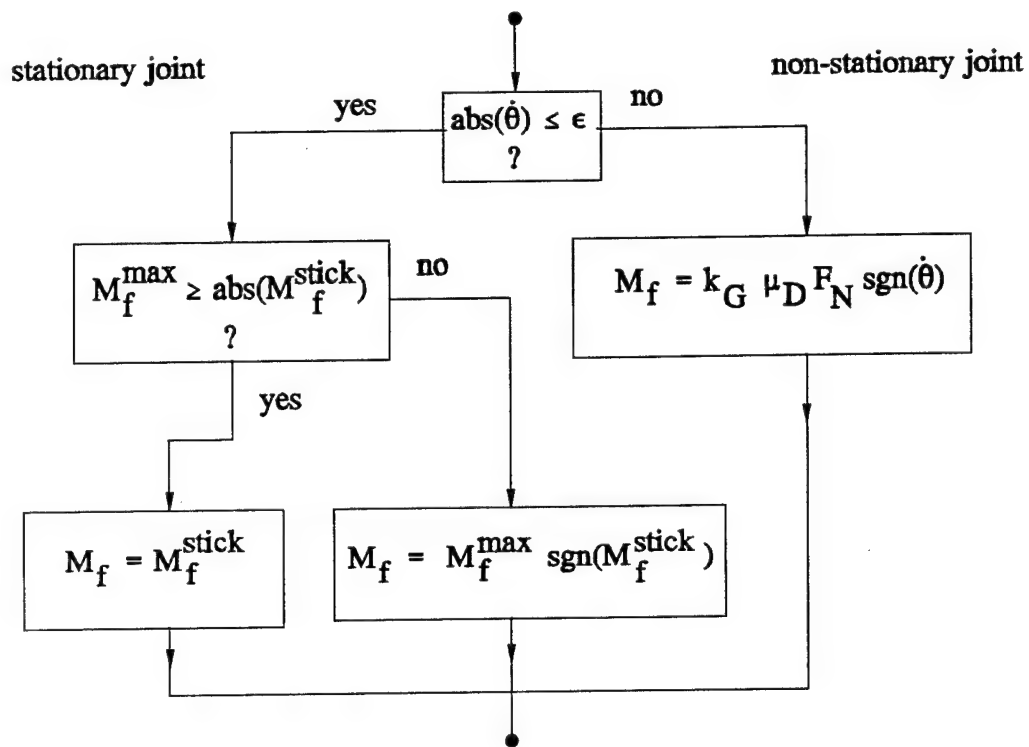 stationary joint
non-stationary joint
yes
abs(θ̇) ≤ ϵ
?
no
M_f^max ≥ abs(M_f^stick)
?
no
M_f = k_G μ_D F_N sgn(θ̇)
yes
M_f = M_f^stick
M_f = M_f^max sgn(M_f^stick)